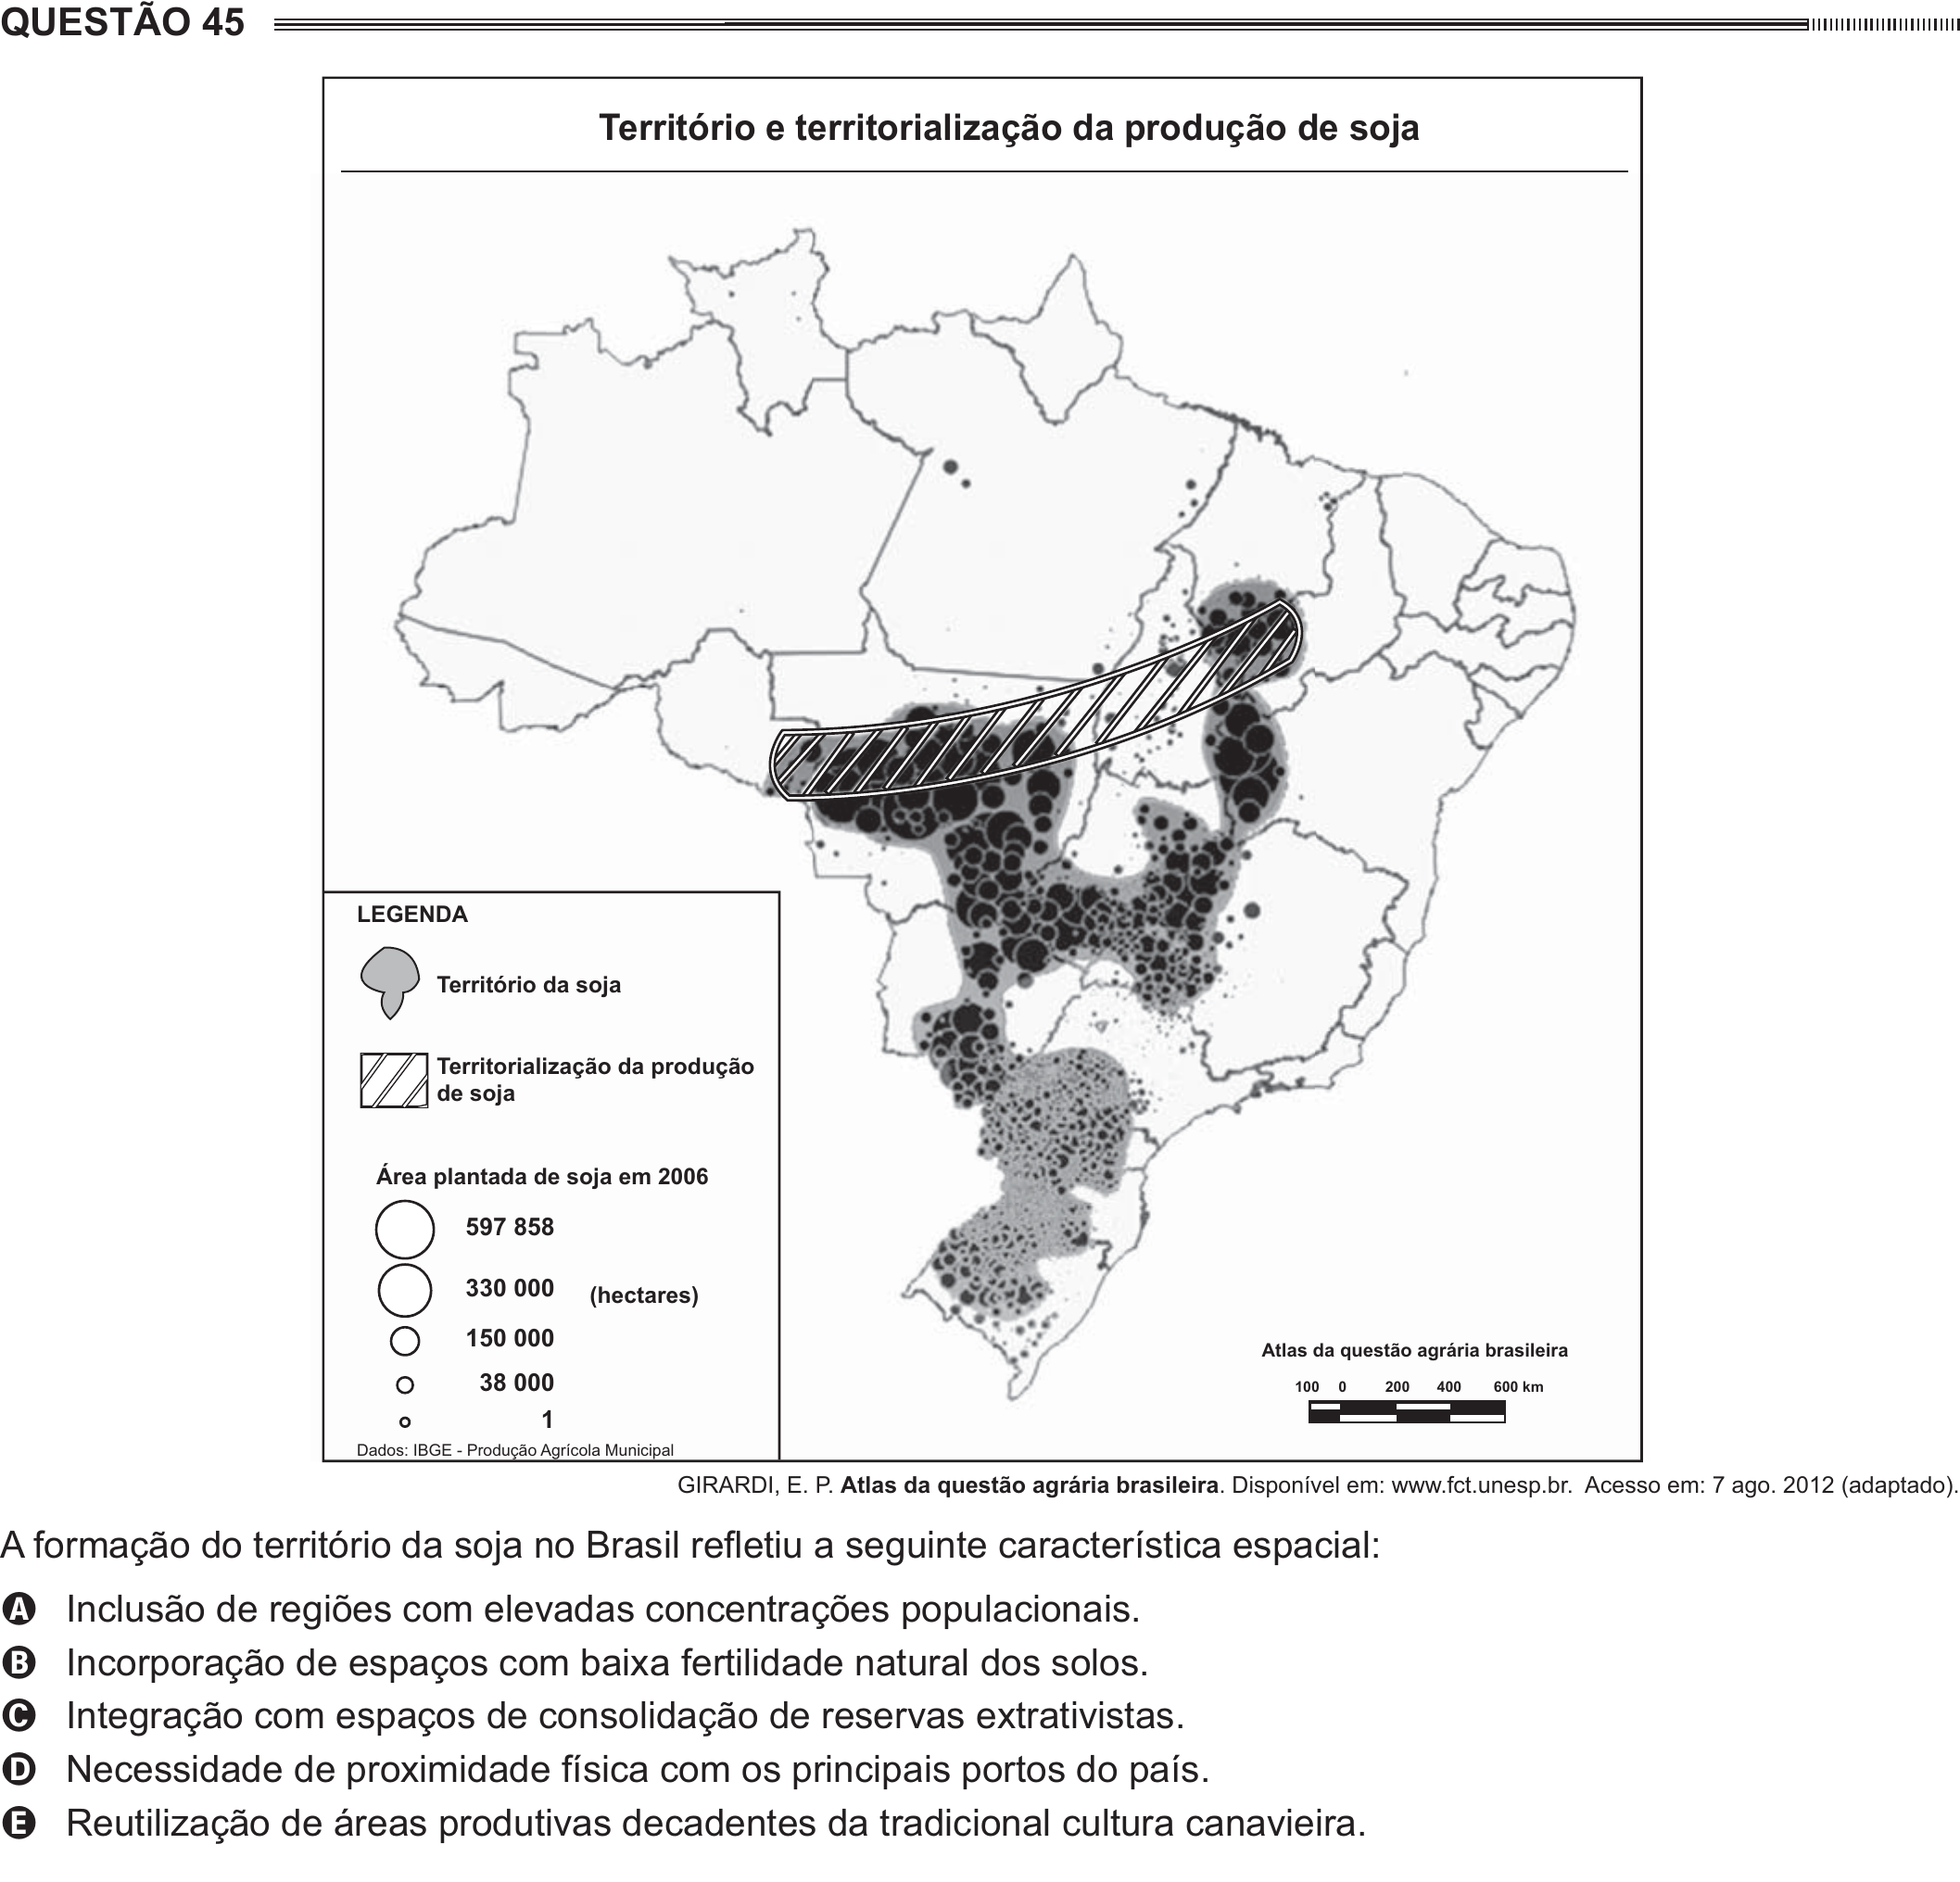 QUESTÃO 45
Território e territorialização da produção de soja
LEGENDA
Território da soja
Territorialização da produção
de soja
Área plantada de soja em 2006
597 858
330 000 (hectares)
150 000
38 000
1
Dados: IBGE - Produção Agrícola Municipal
Atlas da questão agrária brasileira
100 0 200 400 600 km
GIRARDI, E. P. Atlas da questão agrária brasileira. Disponível em: www.fct.unesp.br. Acesso em: 7 ago. 2012 (adaptado).
A formação do território da soja no Brasil refletiu a seguinte característica espacial:
A Inclusão de regiões com elevadas concentrações populacionais.
B Incorporação de espaços com baixa fertilidade natural dos solos.
C Integração com espaços de consolidação de reservas extrativistas.
D Necessidade de proximidade física com os principais portos do país.
E Reutilização de áreas produtivas decadentes da tradicional cultura canavieira.